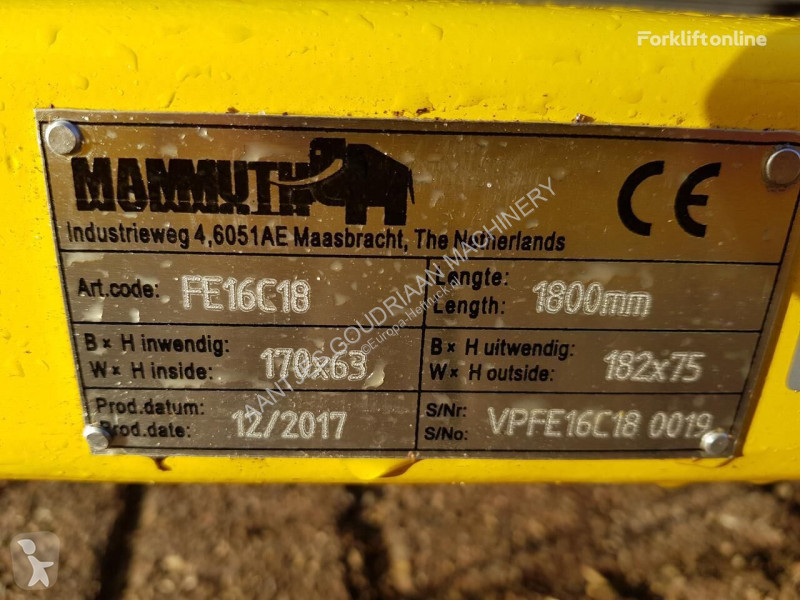 Forkliftonline
MAMMUTH
CE
Industrieweg 4,6051AE Maasbracht, The Netherlands
Art.code: FE16C18
Lengte:
Length: 1800mm
B× H inwendig:
W× H inside: 170x63
B× H uitwendig:
W× H outside: 182x75
Prod.datum:
Prod.date: 12/2017
S/Nr:
S/No: VPFE16C18 0019
AANTJES GOUDRIAAN MACHINERY